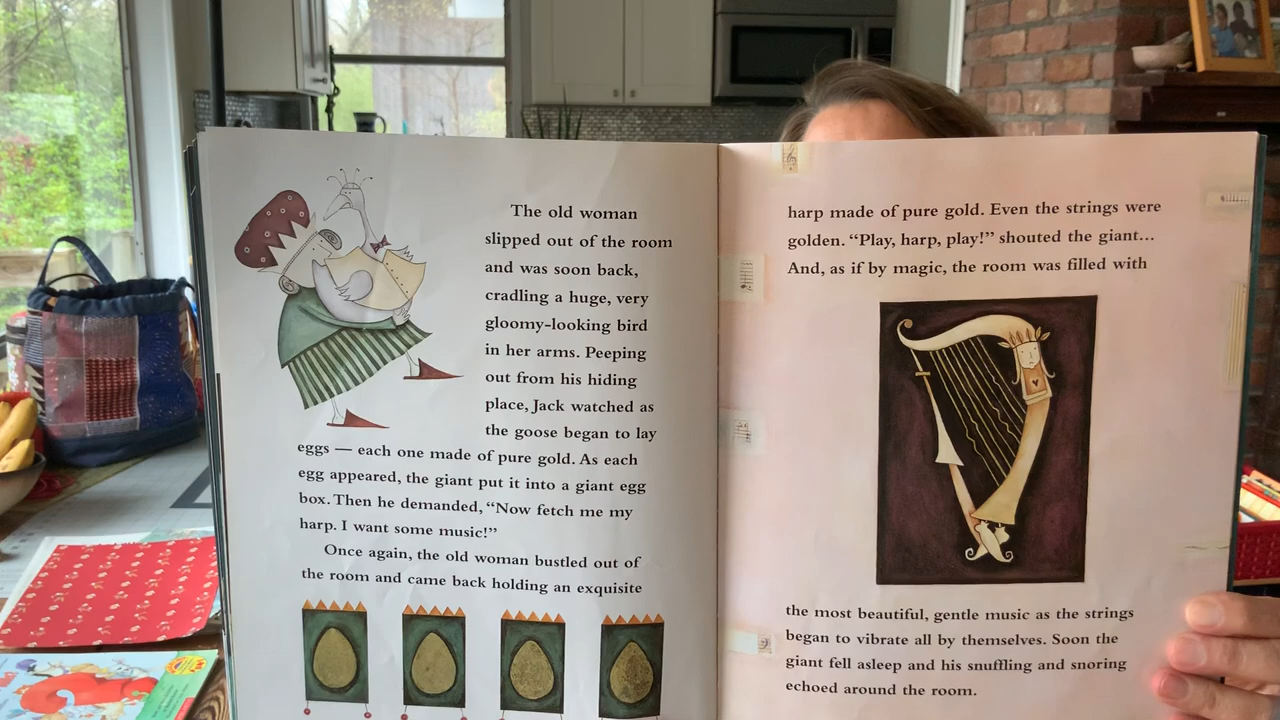 The old woman
slipped out of the room
and was soon back,
cradling a huge, very
gloomy-looking bird
in her arms. Peeping
out from his hiding
place, Jack watched as
the goose began to lay
eggs — each one made of pure gold. As each
egg appeared, the giant put it into a giant egg
box. Then he demanded, “Now fetch me my
harp. I want some music!”
Once again, the old woman bustled out of
the room and came back holding an exquisite
harp made of pure gold. Even the strings were
golden. “Play, harp, play!” shouted the giant...
And, as if by magic, the room was filled with
the most beautiful, gentle music as the strings
began to vibrate all by themselves. Soon the
giant fell asleep and his snuffling and snoring
echoed around the room.